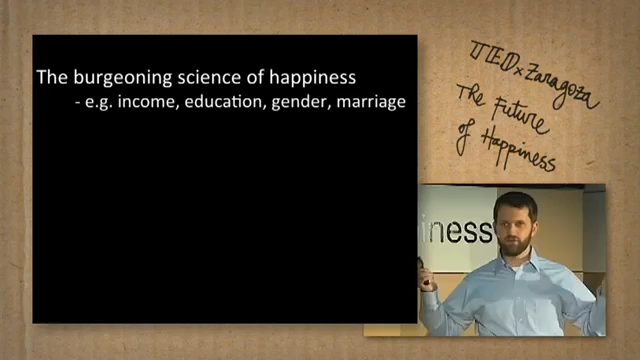 The burgeoning science of happiness
- e.g. income, education, gender, marriage
TEDxZaragoza
The Future
of Happiness
iness